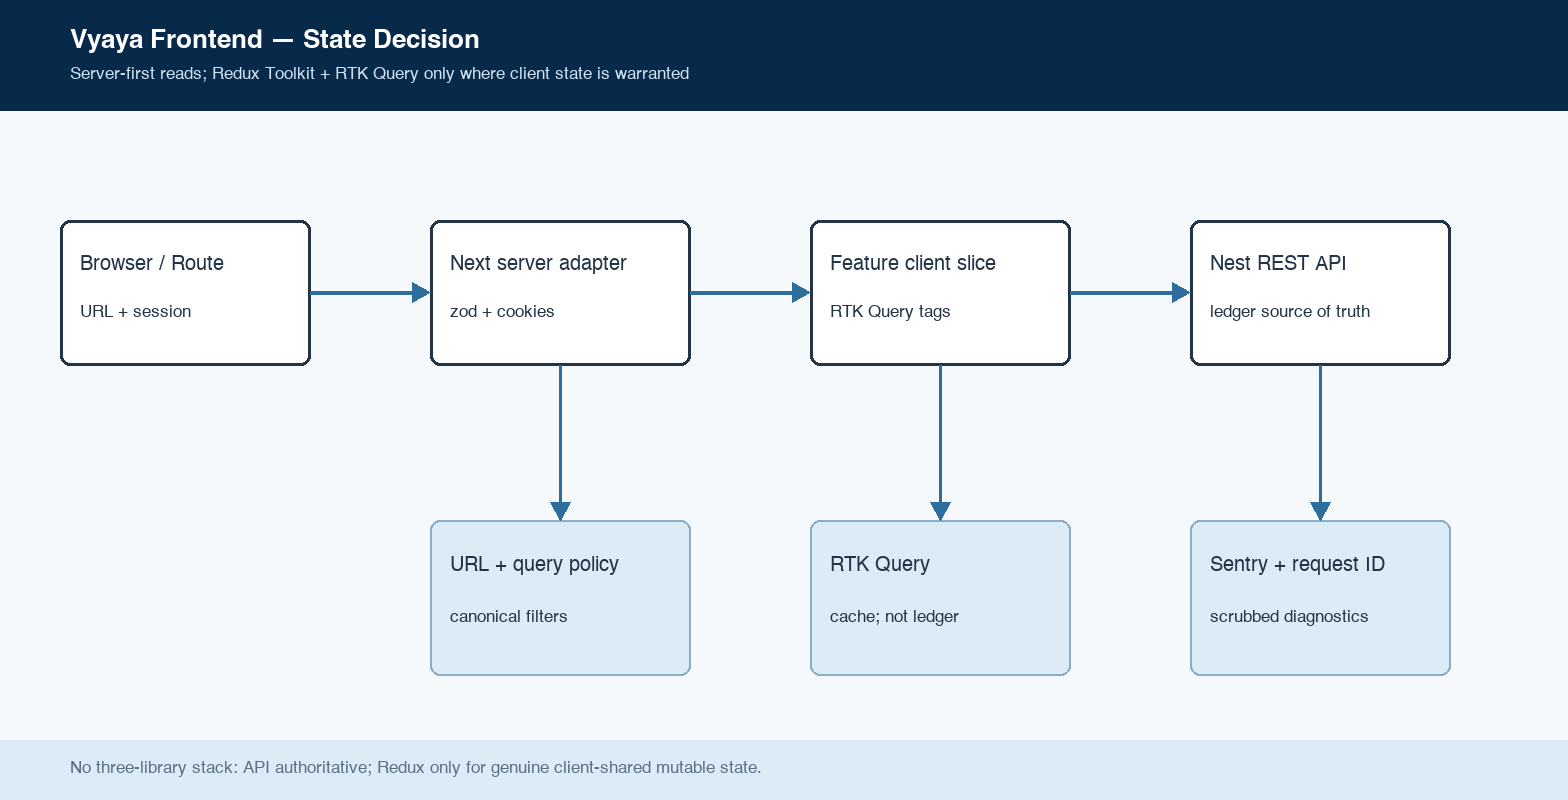 Vyaya Frontend — State Decision
Server-first reads; Redux Toolkit + RTK Query only where client state is warranted
Browser / Route
URL + session
Next server adapter
zod + cookies
Feature client slice
RTK Query tags
Nest REST API
ledger source of truth
URL + query policy
canonical filters
RTK Query
cache; not ledger
Sentry + request ID
scrubbed diagnostics
No three-library stack: API authoritative; Redux only for genuine client-shared mutable state.